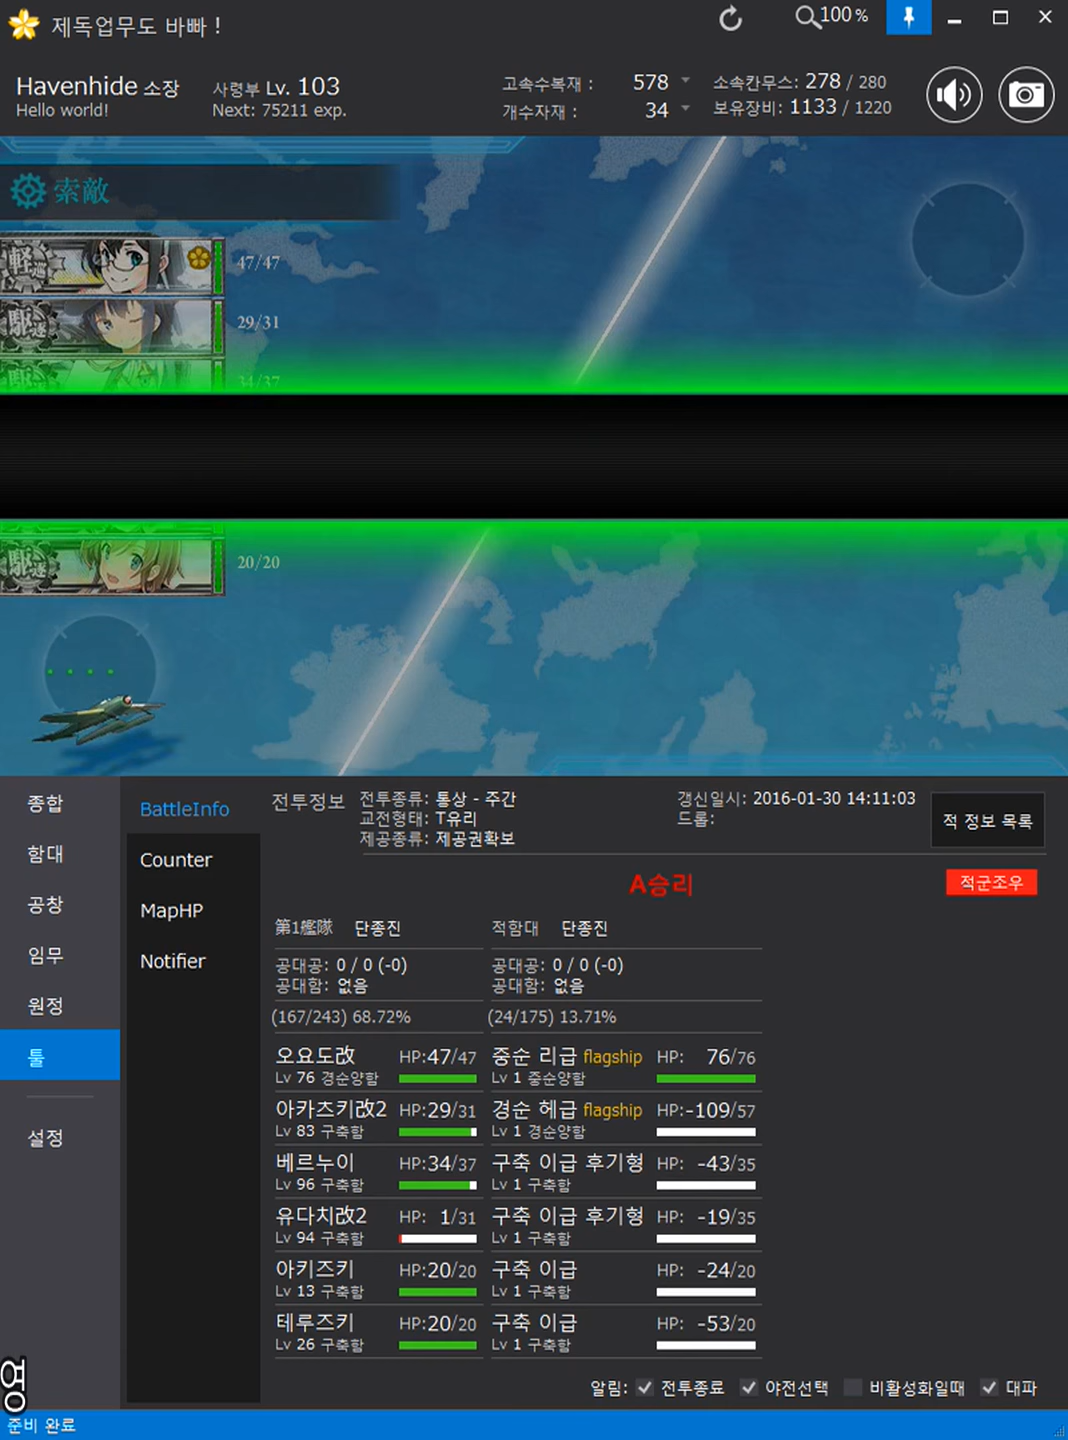 제독업무도 바빠 !
100 %
Havenhide 소장
Hello world!
사령부 Lv. 103
Next: 75211 exp.
고속수복재 : 578
개수자재 : 34
소속칸무스: 278 / 280
보유장비: 1133 / 1220
索敵
軽巡
47/47
駆逐
29/31
駆逐
34/37
駆逐
20/20
종합
함대
공창
임무
원정
툴
설정
BattleInfo
Counter
MapHP
Notifier
전투정보
전투종류: 통상 - 주간
교전형태: T유리
제공종류: 제공권확보
갱신일시: 2016-01-30 14:11:03
드롭:
적 정보 목록
A승리
적군조우
第1艦隊 단종진
적함대 단종진
공대공: 0 / 0 (-0)
공대함: 없음
공대공: 0 / 0 (-0)
공대함: 없음
(167/243) 68.72%
(24/175) 13.71%
오요도改 HP:47/47
Lv 76 경순양함
중순 리급 flagship HP: 76/76
Lv 1 중순양함
아카츠키改2 HP:29/31
Lv 83 구축함
경순 헤급 flagship HP:-109/57
Lv 1 경순양함
베르누이 HP:34/37
Lv 96 구축함
구축 이급 후기형 HP: -43/35
Lv 1 구축함
유다치改2 HP: 1/31
Lv 94 구축함
구축 이급 후기형 HP: -19/35
Lv 1 구축함
아키즈키 HP:20/20
Lv 13 구축함
구축 이급 HP: -24/20
Lv 1 구축함
테루즈키 HP:20/20
Lv 26 구축함
구축 이급 HP: -53/20
Lv 1 구축함
알림: 전투종료 야전선택 비활성화일때 대파
영
준비 완료